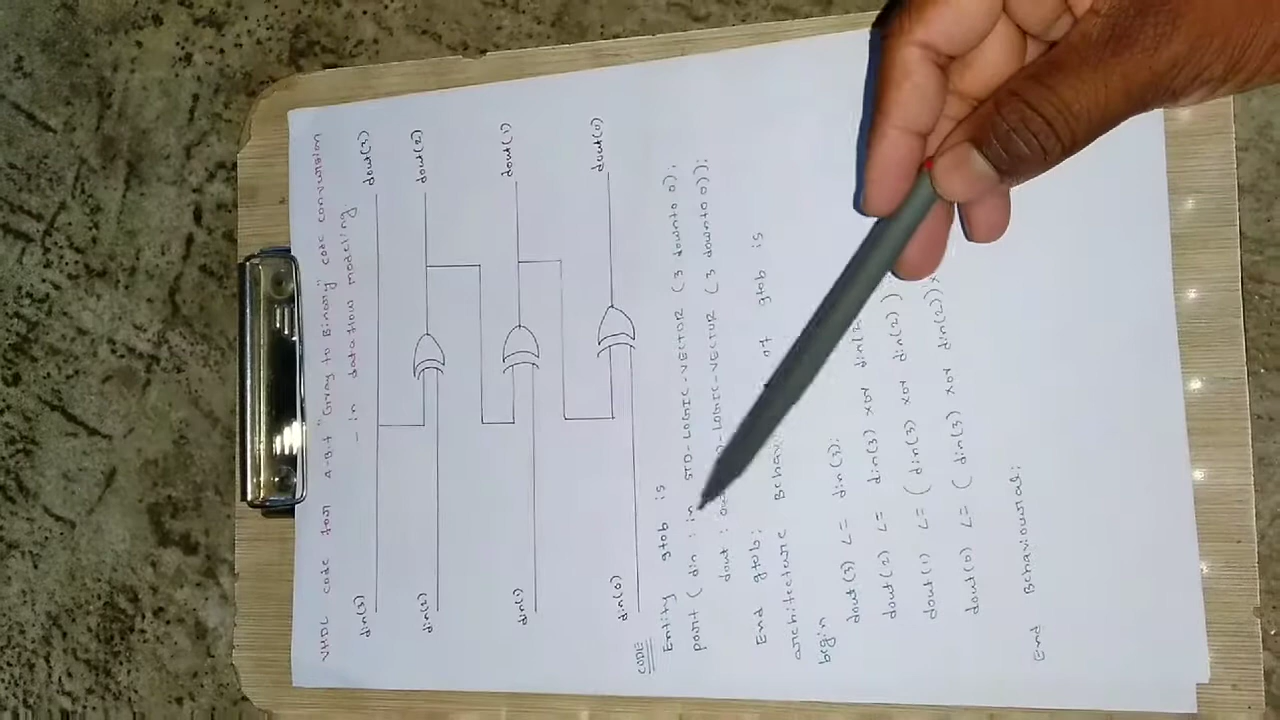 VHDL code for 4-Bit "Gray to Binary" code conversion
- in dataflow modeling.
din(3) dout(3)
din(2) dout(2)
din(1) dout(1)
din(0) dout(0)
CODE
Entity gtob is
port ( din : in STD-LOGIC-VECTOR ( 3 downto 0);
dout : -LOGIC-VECTOR ( 3 downto 0));
End gtob;
architecture Behav of gtob is
begin
dout(3) <= din(3);
dout(2) <= din(3) xor din(2
dout(1) <= ( din(3) xor din(2))
dout(0) <= ( din(3) xor din(2)) x
End Behavioural;